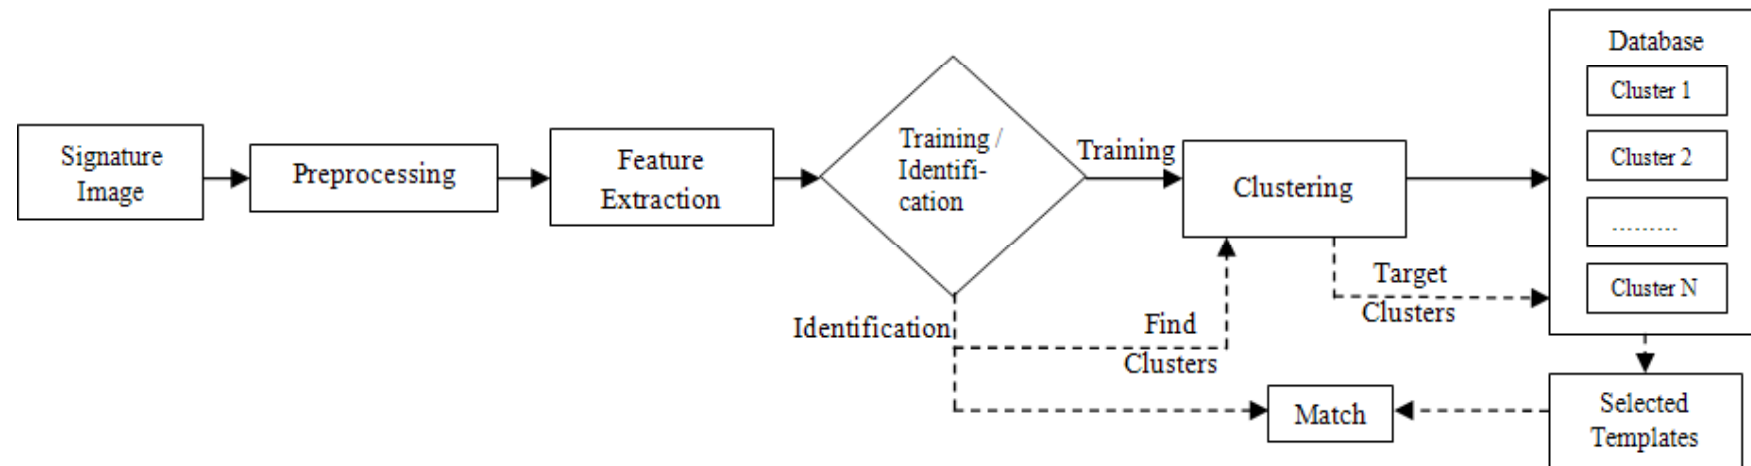 Signature
Image
Preprocessing
Feature
Extraction
Training /
Identifi-
cation
Training
Clustering
Database
Cluster 1
Cluster 2
.........
Cluster N
Target
Clusters
Identification
Find
Clusters
Match
Selected
Templates